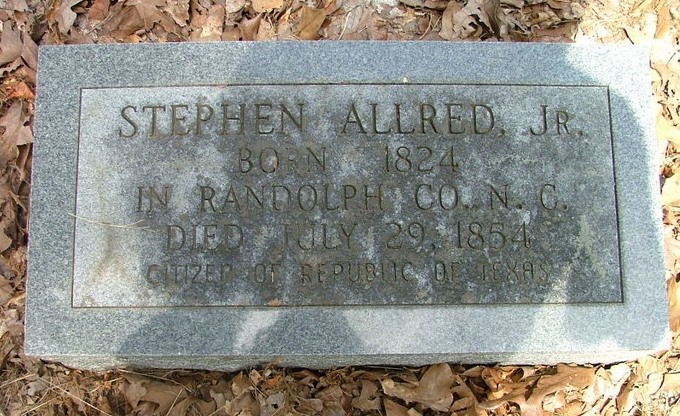 STEPHEN ALLRED, JR.
BORN 1824
IN RANDOLPH CO., N. C.
DIED JULY 29, 1854
CITIZEN OF REPUBLIC OF TEXAS